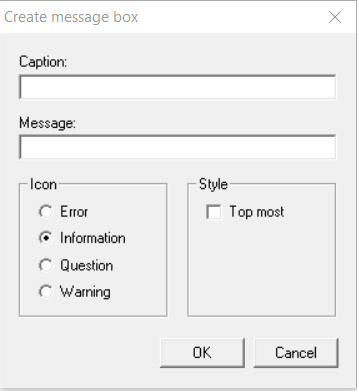 Create message box
Caption:
Message:
Icon
Error
Information
Question
Warning
Style
Top most
OK
Cancel